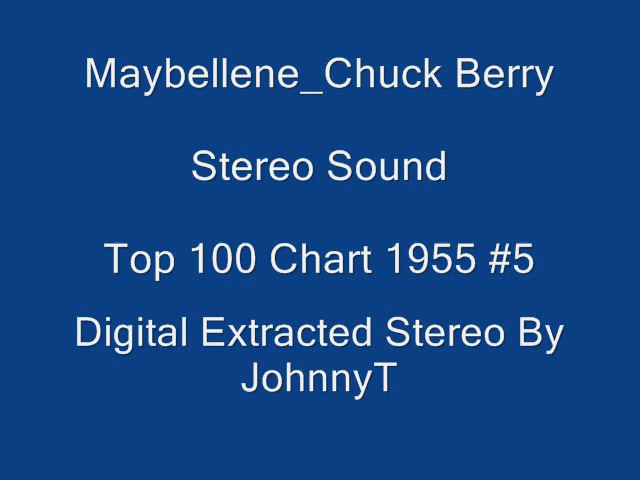 Maybellene_Chuck Berry
Stereo Sound
Top 100 Chart 1955 #5
Digital Extracted Stereo By
JohnnyT